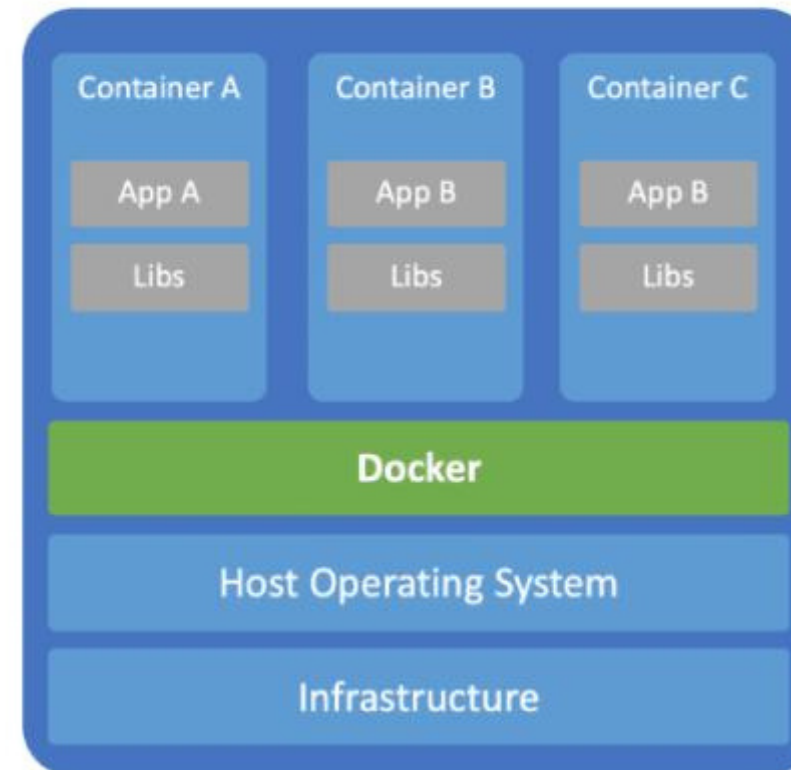 Container A
Container B
Container C
App A
App B
App B
Libs
Libs
Libs
Docker
Host Operating System
Infrastructure